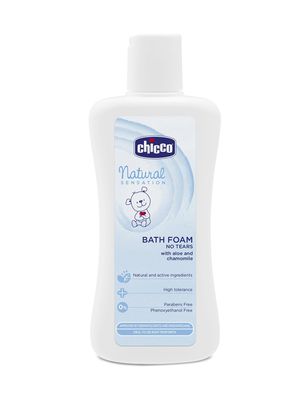 chicco
Natural
SENSATION
BATH FOAM
NO TEARS
with aloe and
chamomile
Natural and active ingredients
High tolerance
0%
Parabens Free
Phenoxyethanol Free